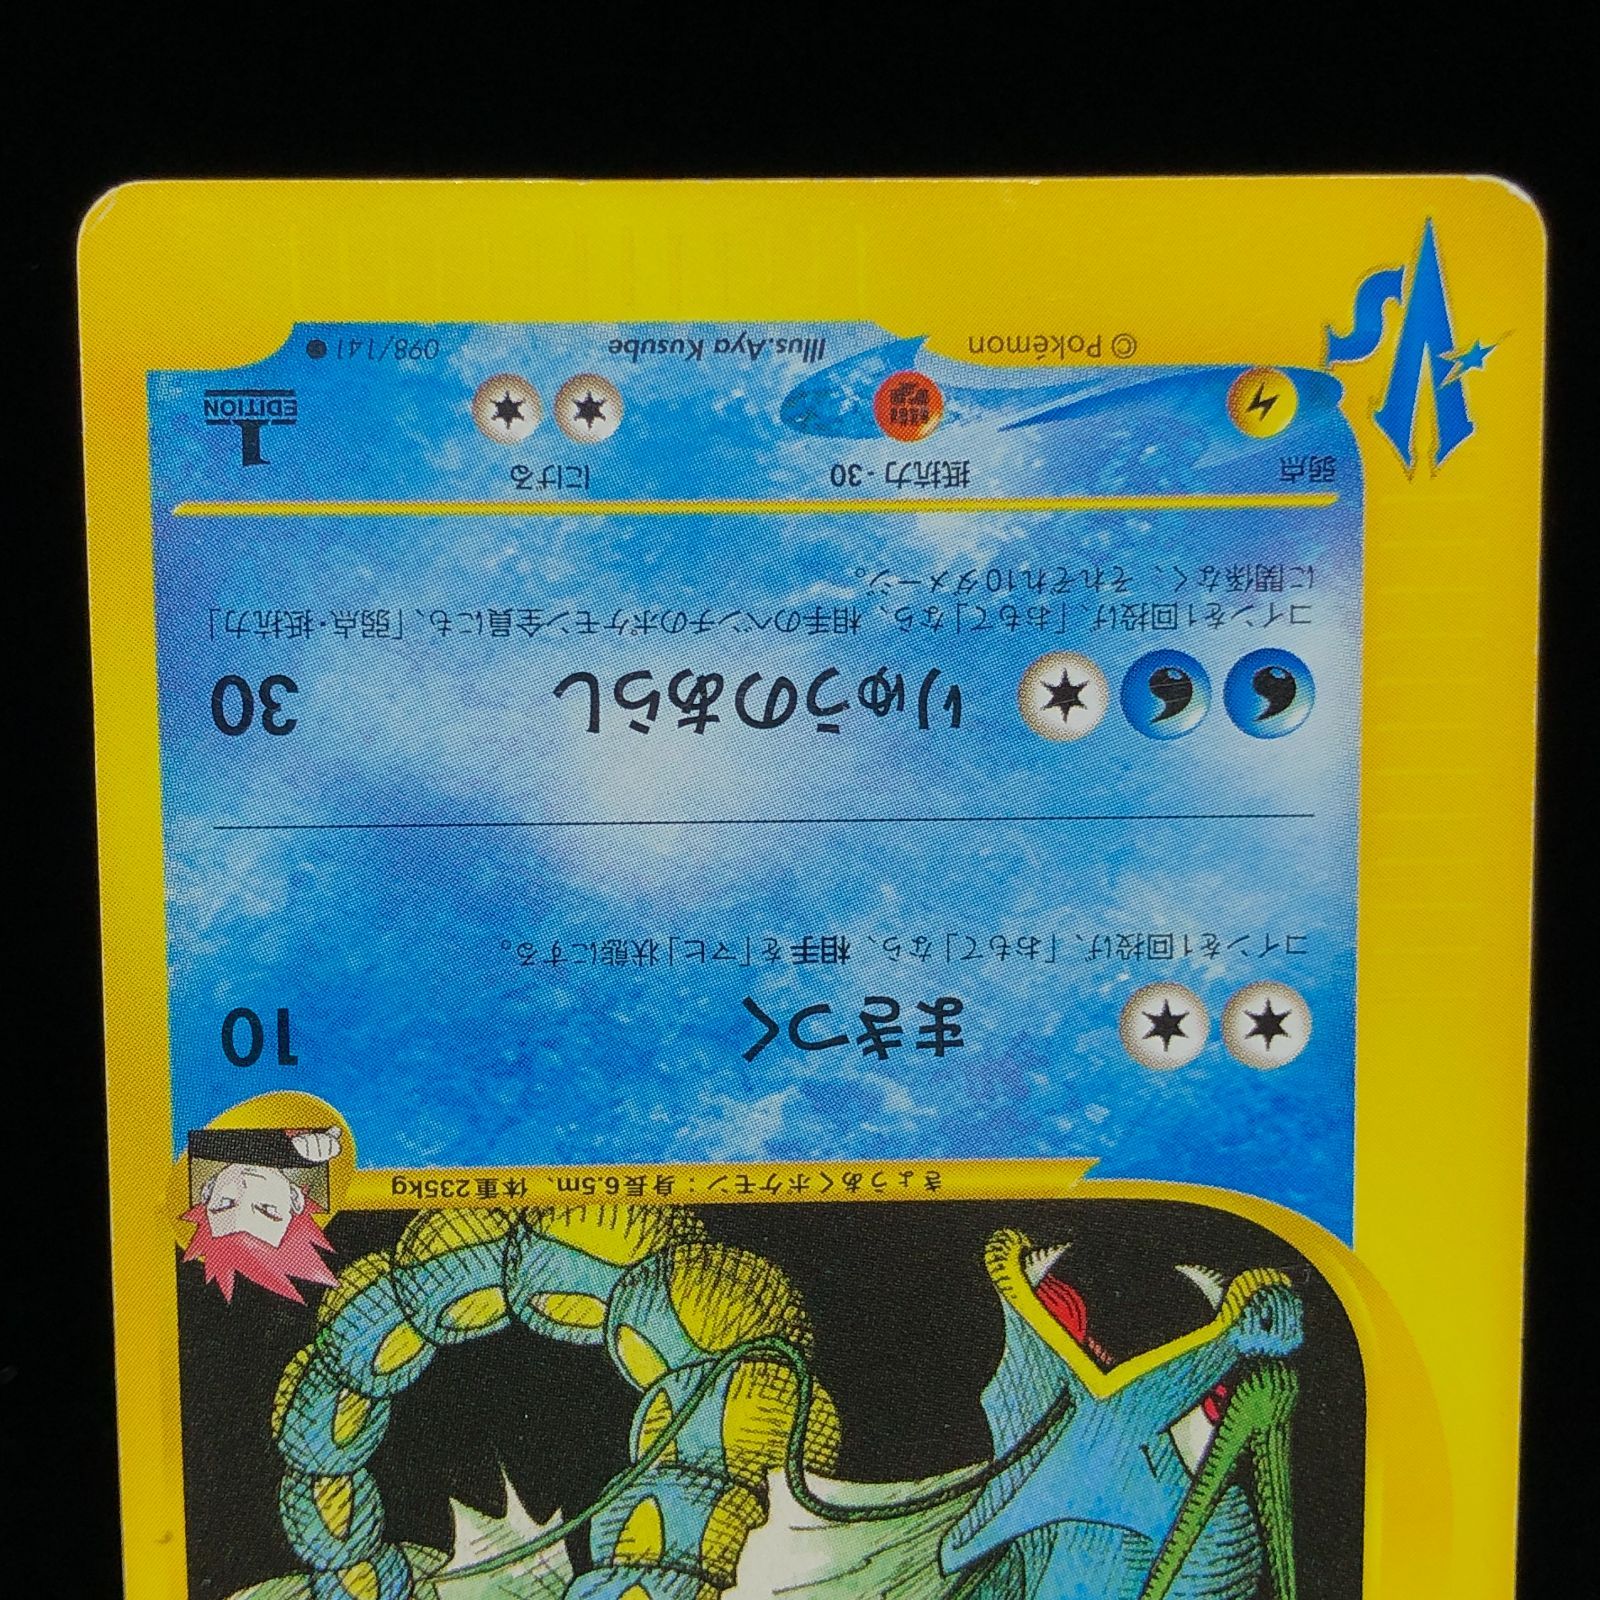 きょうあくポケモン：身長6.5m、体重235kg
まきつく 10
コインを1回投げ、「おもて」なら、相手を「マヒ」状態にする。
りゅうのあらし 30
コインを1回投げ、「おもて」なら、相手のベンチのポケモン全員にも、「弱点・抵抗力」
に関係なく、それぞれ10ダメージ。
弱点 抵抗力 - 30 にげる
1
EDITION
©Pokémon Illus.Aya Kusube 098/141 ●
VS